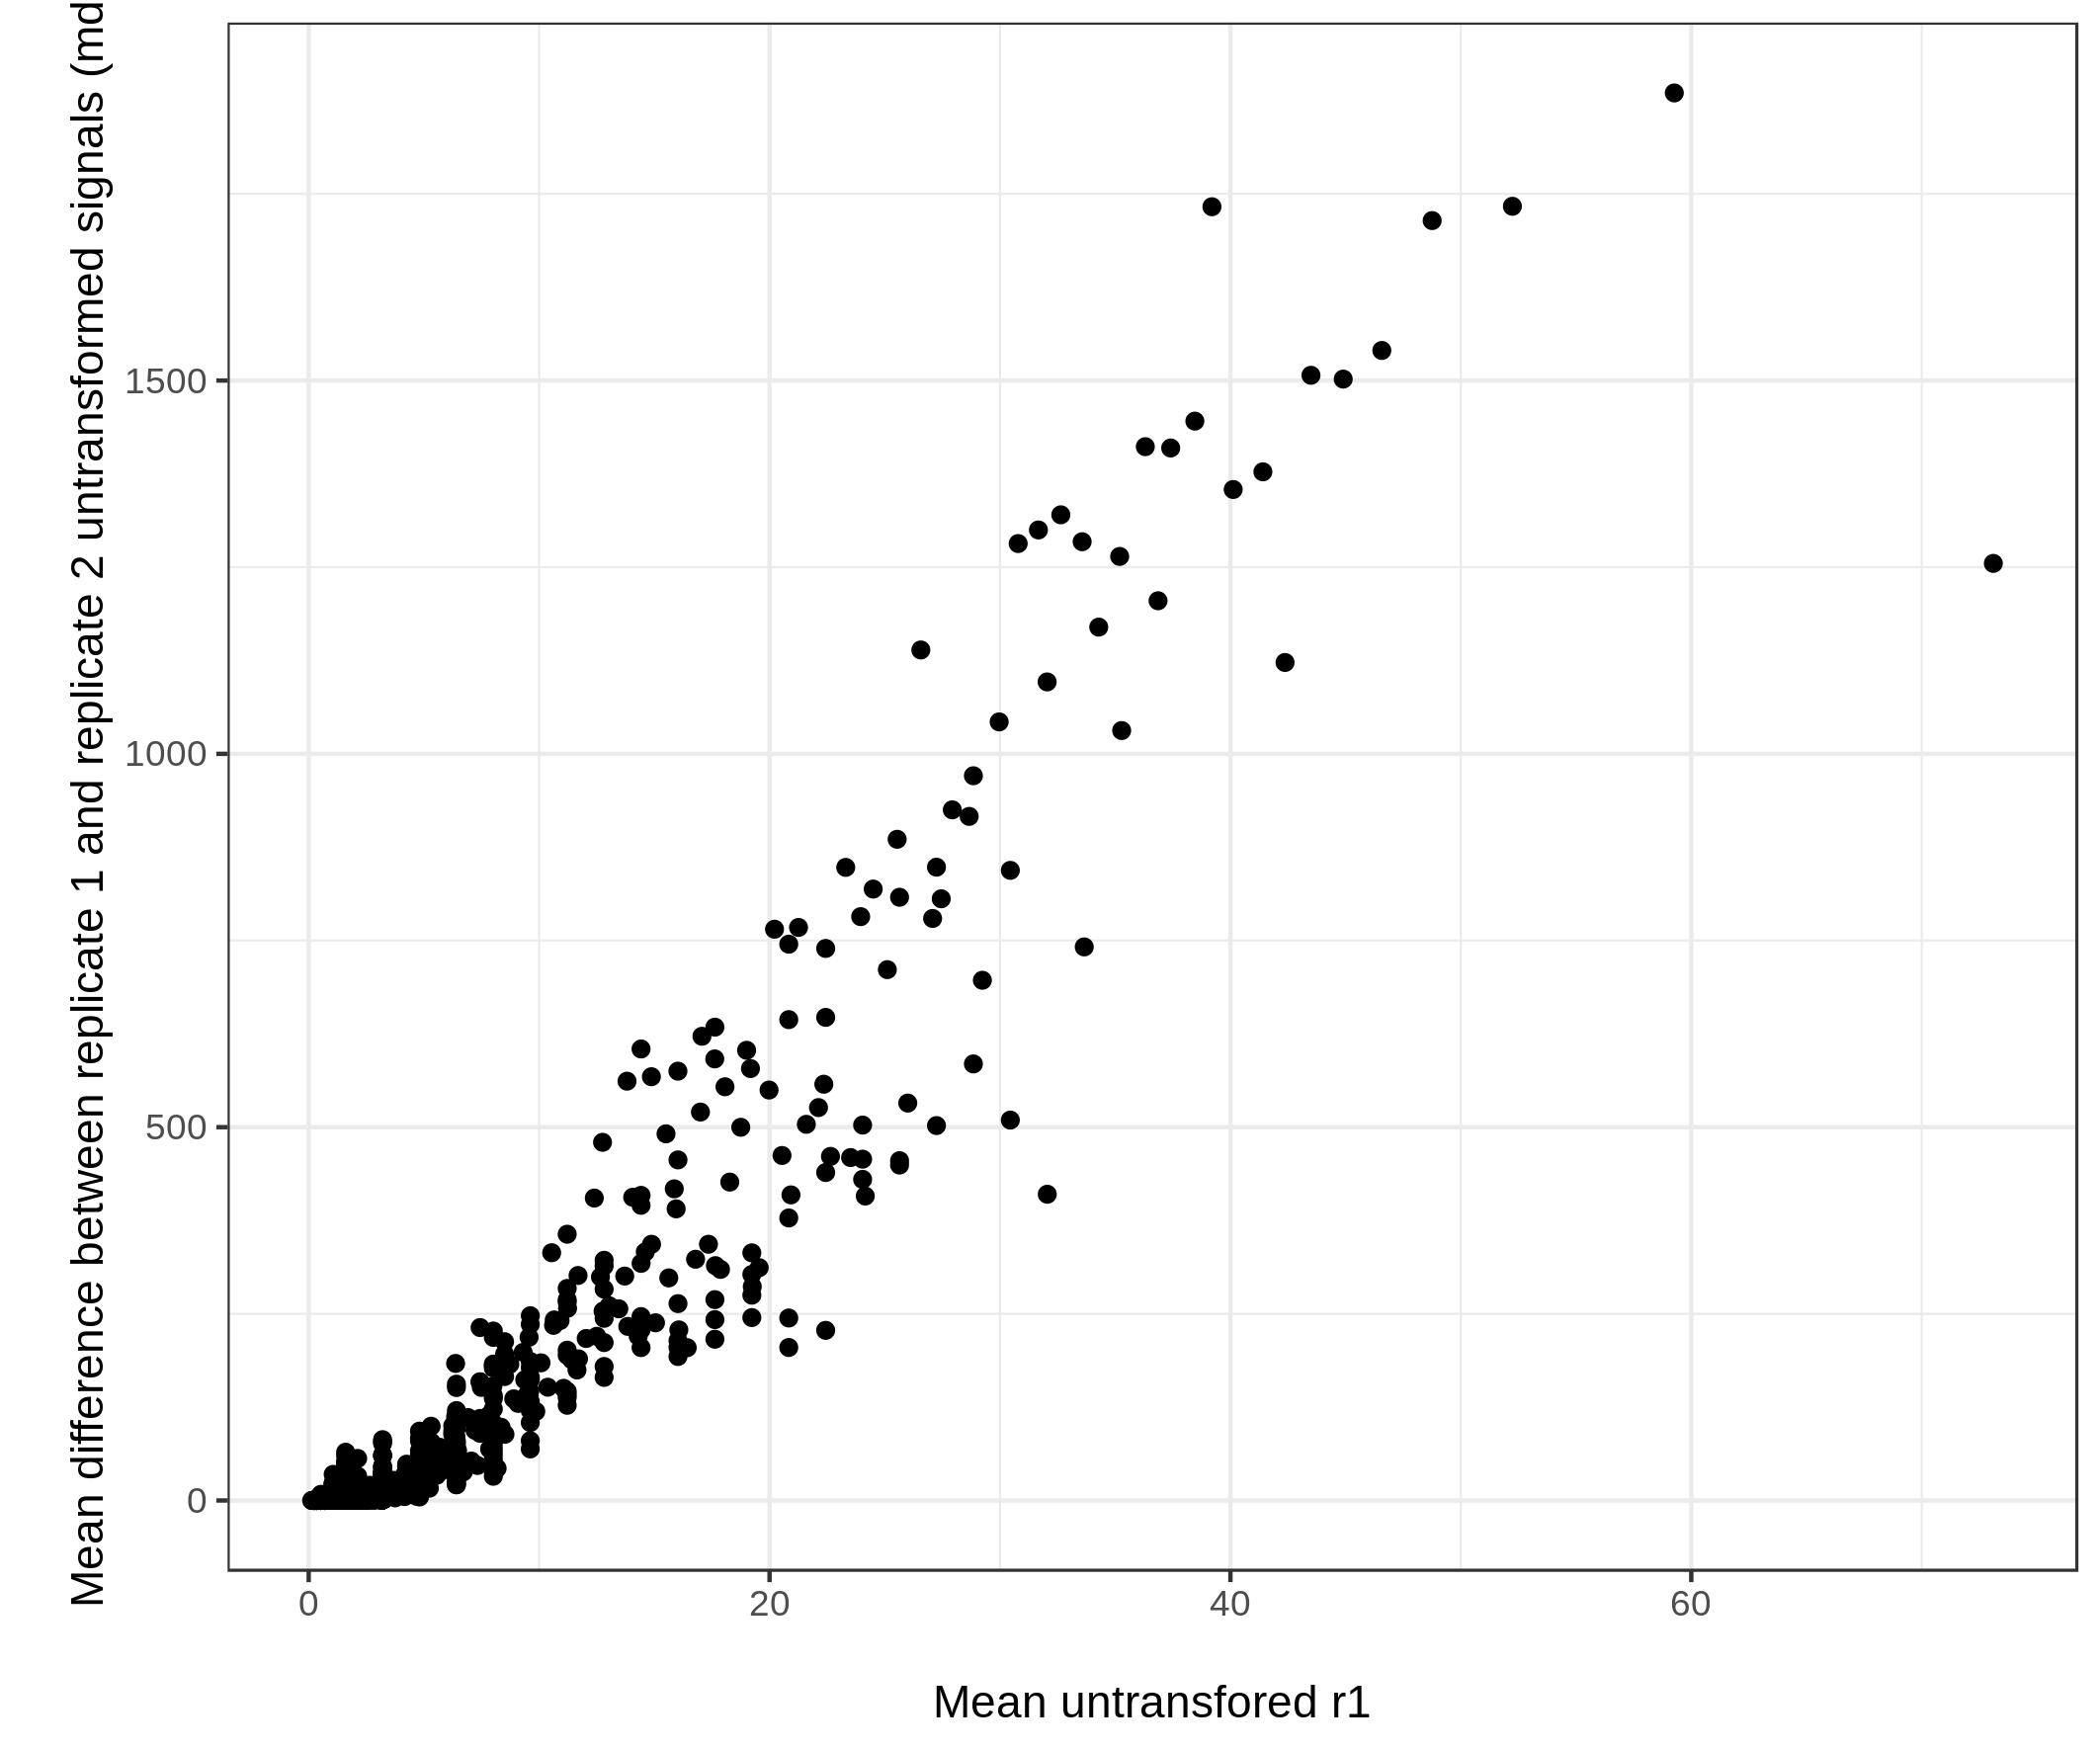 Mean difference between replicate 1 and replicate 2 untransformed signals (md
1500
1000
500
0
0 20 40 60
Mean untransfored r1